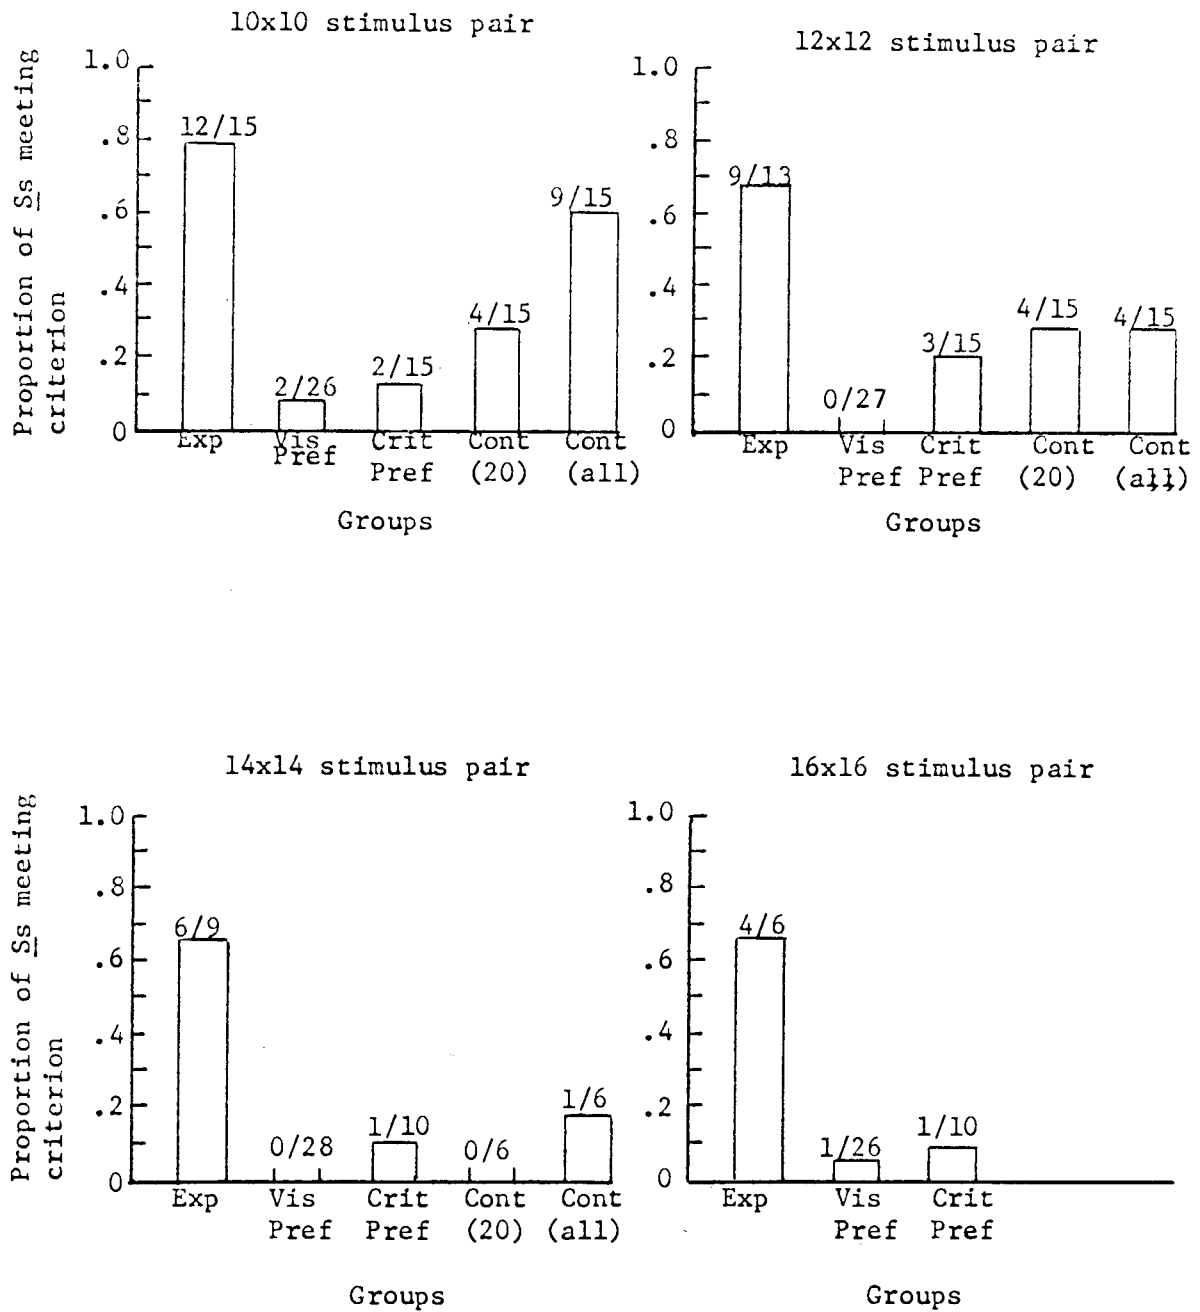 10x10 stimulus pair
Proportion of Ss meeting
criterion
1.0
.8
.6
.4
.2
0
12/15
2/26
2/15
4/15
9/15
Exp
Vis
Pref
Crit
Pref
Cont
(20)
Cont
(all)
Groups
12x12 stimulus pair
1.0
.8
.6
.4
.2
0
9/13
0/27
3/15
4/15
4/15
Exp
Vis
Pref
Crit
Pref
Cont
(20)
Cont
(all)
Groups
14x14 stimulus pair
Proportion of Ss meeting
criterion
1.0
.8
.6
.4
.2
0
6/9
0/28
1/10
0/6
1/6
Exp
Vis
Pref
Crit
Pref
Cont
(20)
Cont
(all)
Groups
16x16 stimulus pair
1.0
.8
.6
.4
.2
0
4/6
1/26
1/10
Exp
Vis
Pref
Crit
Pref
Groups